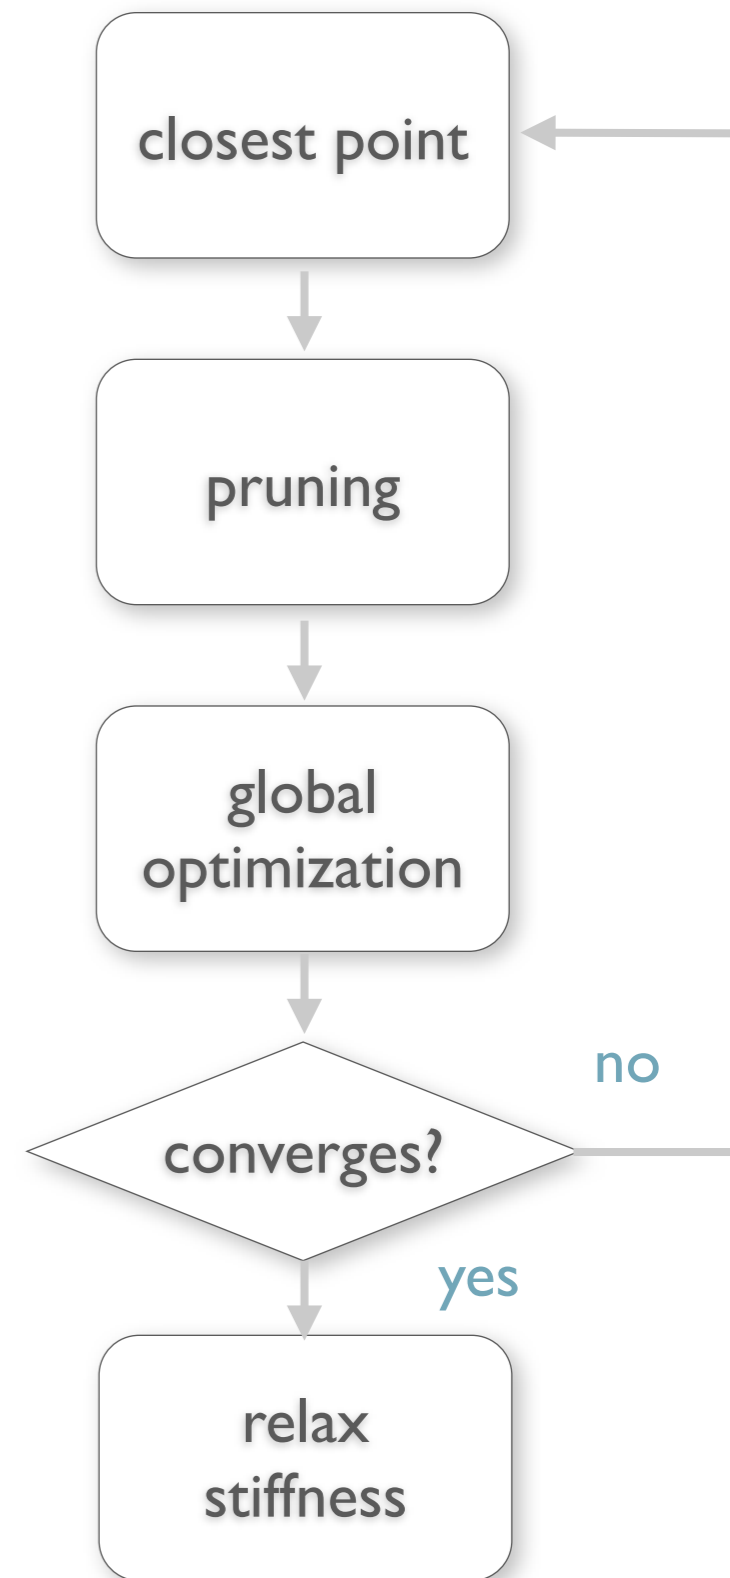 closest point
pruning
global
optimization
no
converges?
yes
relax
stiffness